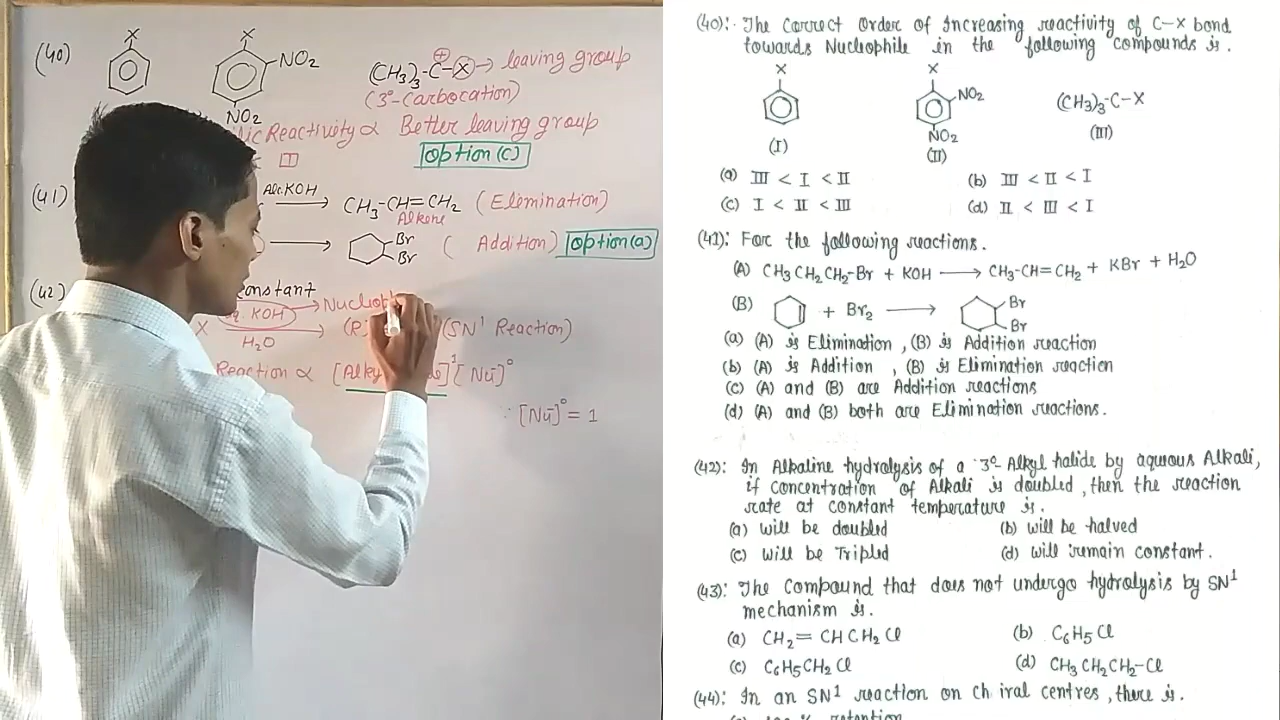 (40)
X
X
NO₂
NO₂
(CH₃)₃-C-X → leaving group
⊕
(3°-Carbocation)
Reactivity ∝ Better leaving group
Option (c)
(41)
Alc.KOH
CH₃-CH=CH₂ (Elemination)
Alkene
Br
Br
( Addition) Option(a)
(42)
constant
KOH → Nucleoph
X
H₂O
(SN¹ Reaction)
Reaction ∝ [Alky ]¹[Nū]⁰
∵ [Nū]⁰ = 1
(40):- The correct order of Increasing reactivity of C-X bond
towards Nucleophile in the following compounds is.
X
X
NO₂
NO₂
(CH₃)₃-C-X
(I)
(II)
(III)
(a) III < I < II
(b) III < II < I
(c) I < II < III
(d) II < III < I
(41): For the following reactions.
(A) CH₃CH₂CH₂-Br + KOH → CH₃-CH=CH₂ + KBr + H₂O
(B) + Br₂ →
Br
Br
(a) (A) is Elimination , (B) is Addition reaction
(b) (A) is Addition , (B) is Elimination reaction
(c) (A) and (B) are Addition reactions
(d) (A) and (B) both are Elimination reactions.
(42): In Alkaline hydrolysis of a 3° Alkyl halide by aqueous Alkali,
if concentration of Alkali is doubled, then the reaction
rate at constant temperature is.
(a) will be doubled
(b) will be halved
(c) will be Tripled
(d) will remain constant.
(43): The compound that does not undergo hydrolysis by SN¹
mechanism is.
(a) CH₂= CHCH₂Cl
(b) C₆H₅Cl
(c) C₆H₅CH₂Cl
(d) CH₃CH₂CH₂-Cl
(44): In an SN¹ reaction on chiral centres, there is.
retention